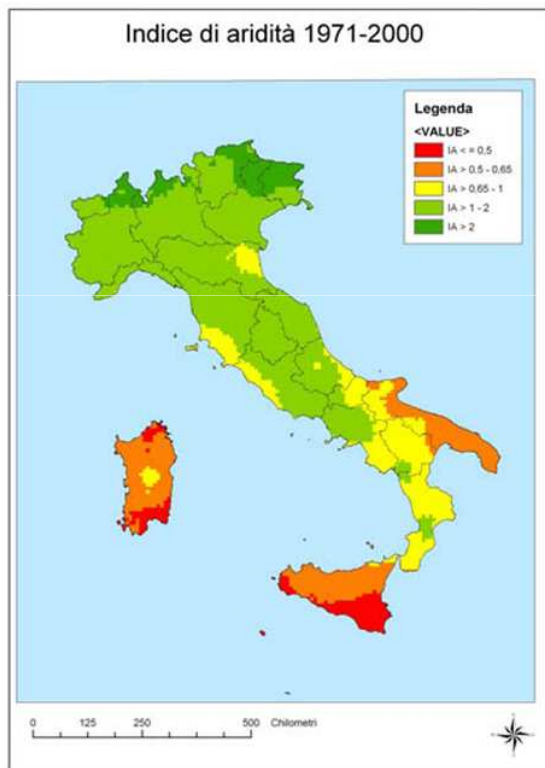 Indice di aridità 1971-2000
Legenda
<VALUE>
IA < = 0,5
IA > 0,5 - 0,65
IA > 0,65 - 1
IA > 1 - 2
IA > 2
0 125 250 500 Chilometri